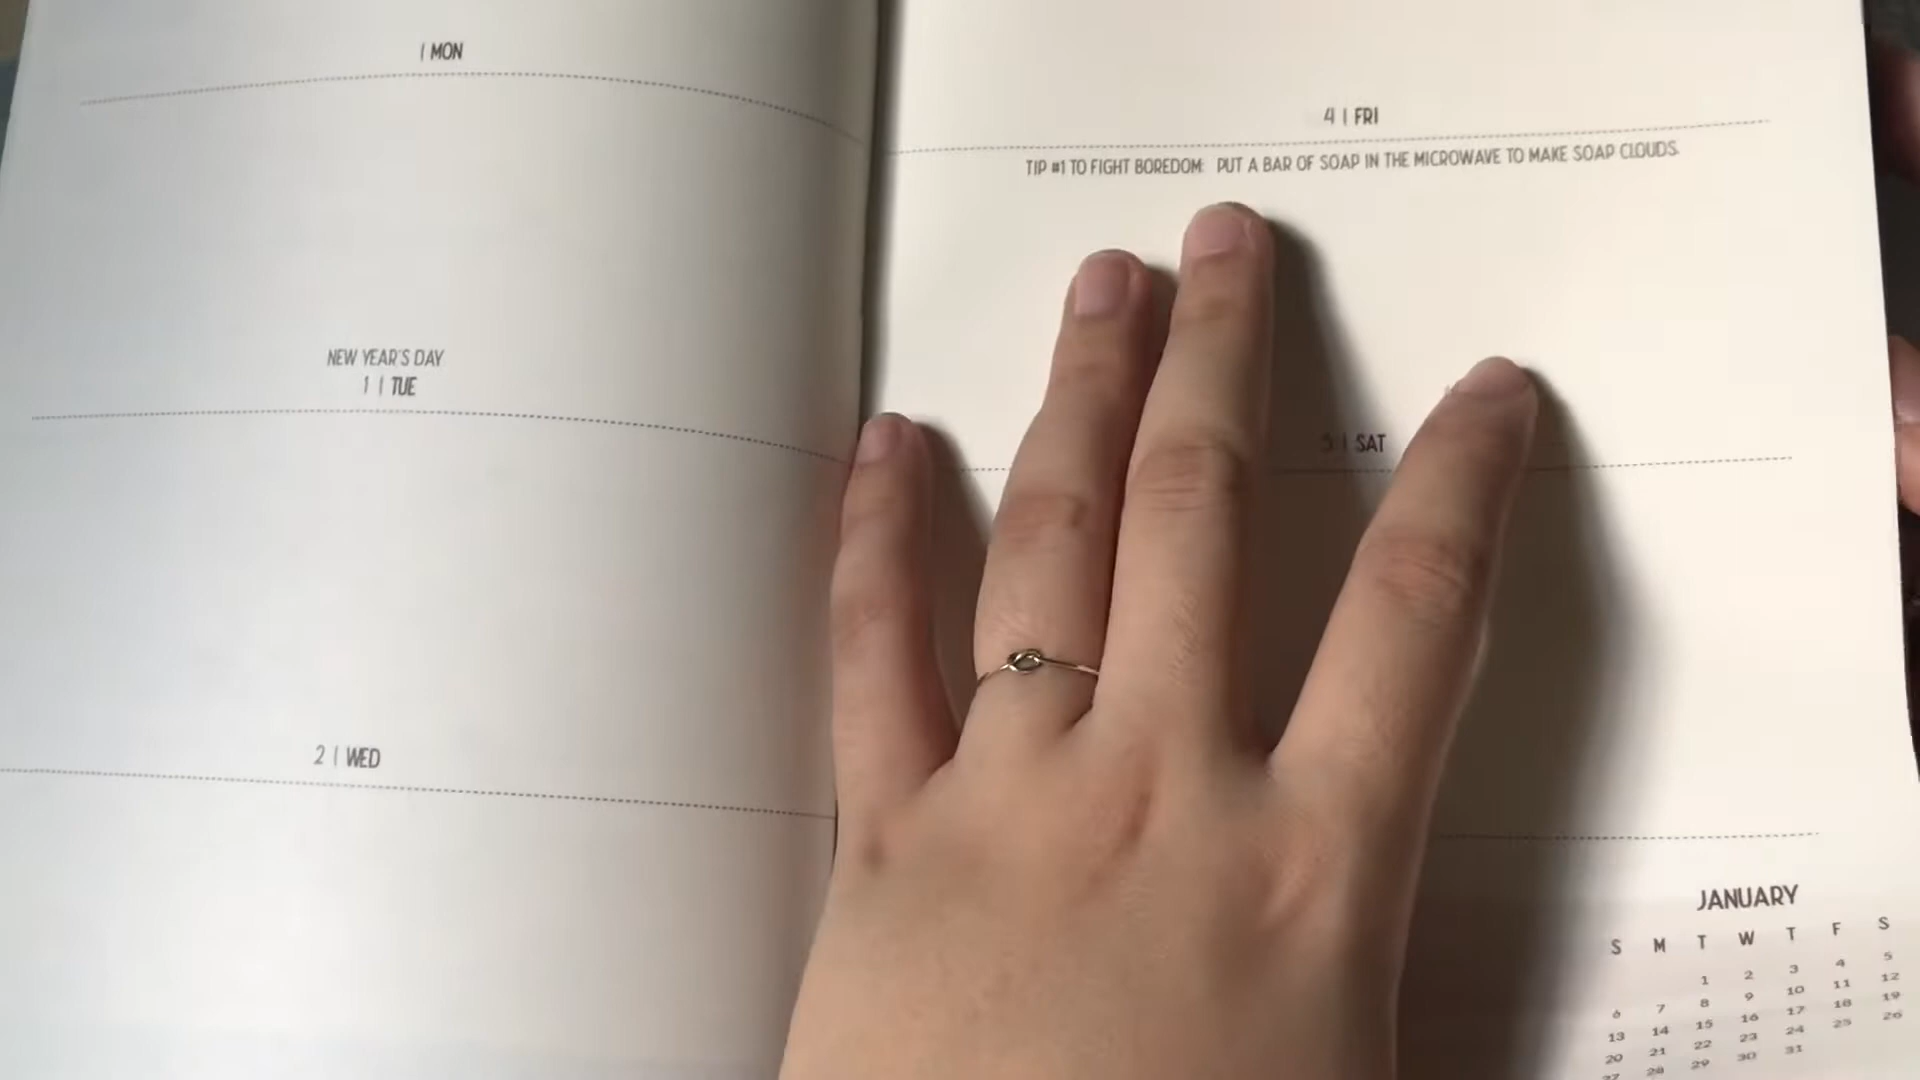 | MON
NEW YEAR'S DAY
1 | TUE
2 | WED
4 | FRI
TIP #1 TO FIGHT BOREDOM: PUT A BAR OF SOAP IN THE MICROWAVE TO MAKE SOAP CLOUDS.
5 | SAT
JANUARY
S M T W T F S
1 2 3 4 5
6 7 8 9 10 11 12
13 14 15 16 17 18 19
20 21 22 23 24 25 26
27 28 29 30 31